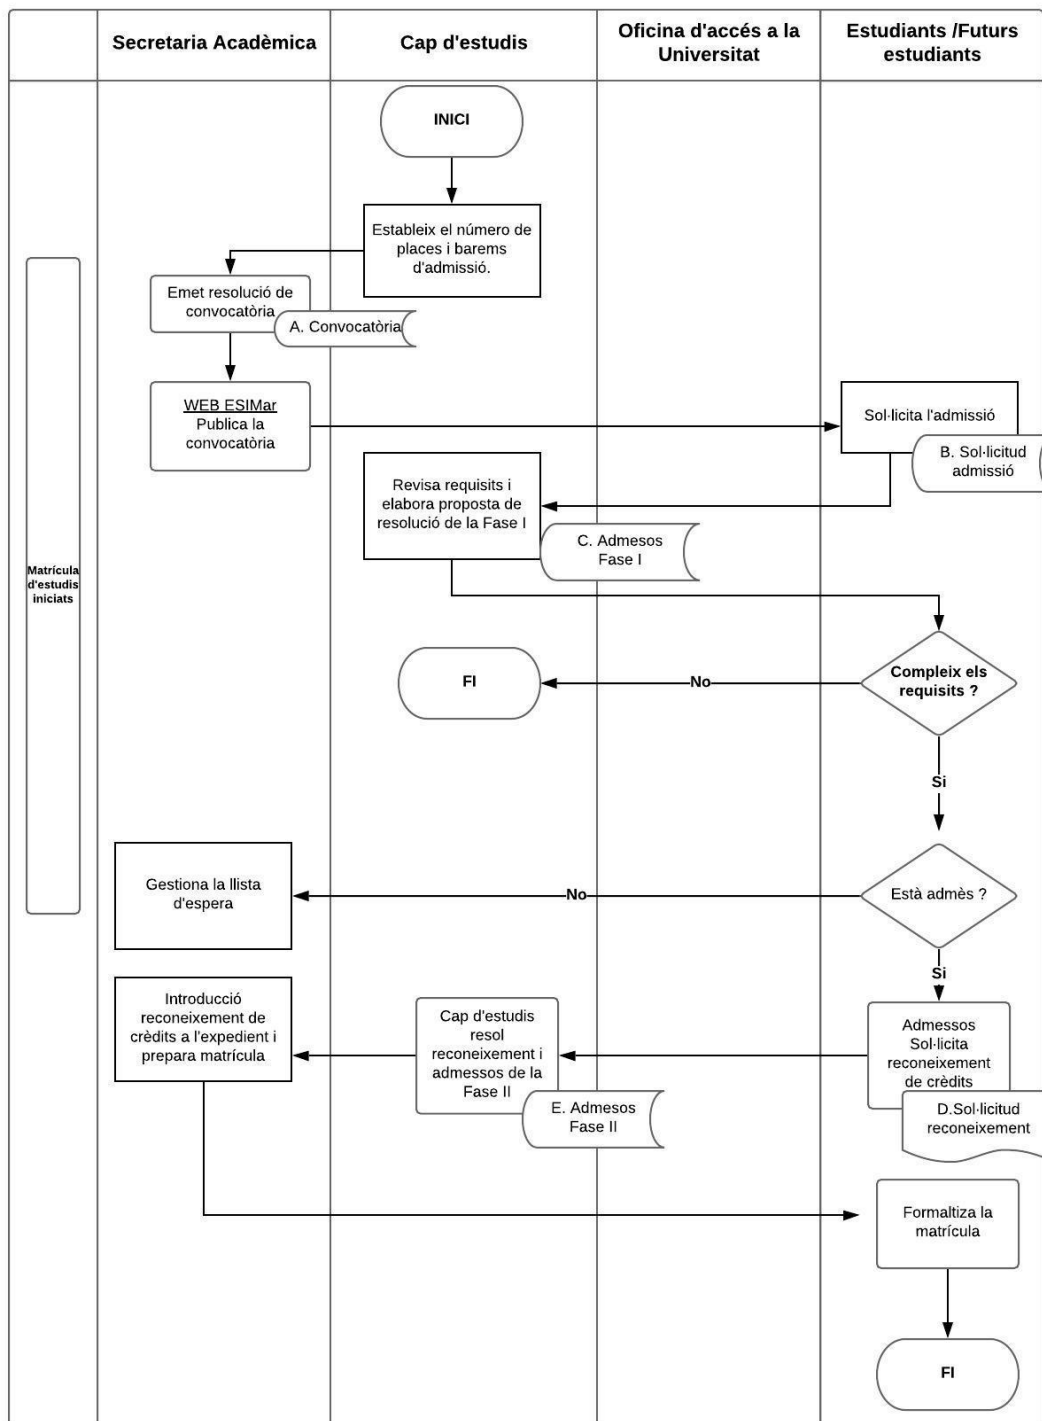 Secretaria Acadèmica
Cap d'estudis
Oficina d'accés a la
Universitat
Estudiants /Futurs
estudiants
INICI
Estableix el número de
places i barems
d'admissió.
Emet resolució de
convocatòria
A. Convocatòria
WEB ESIMar
Publica la
convocatòria
Sol·licita l'admissió
B. Sol·licitud
admissió
Revisa requisits i
elabora proposta de
resolució de la Fase I
C. Admesos
Fase I
Matrícula
d'estudis
iniciats
Compleix els
requisits ?
No
FI
Si
Està admès ?
No
Gestiona la llista
d'espera
Si
Admessos
Sol·licita
reconeixement
de crèdits
D.Sol·licitud
reconeixement
Cap d'estudis
resol
reconeixement i
admessos de la
Fase II
E. Admesos
Fase II
Introducció
reconeixement de
crèdits a l'expedient i
prepara matrícula
Formaltiza la
matrícula
FI